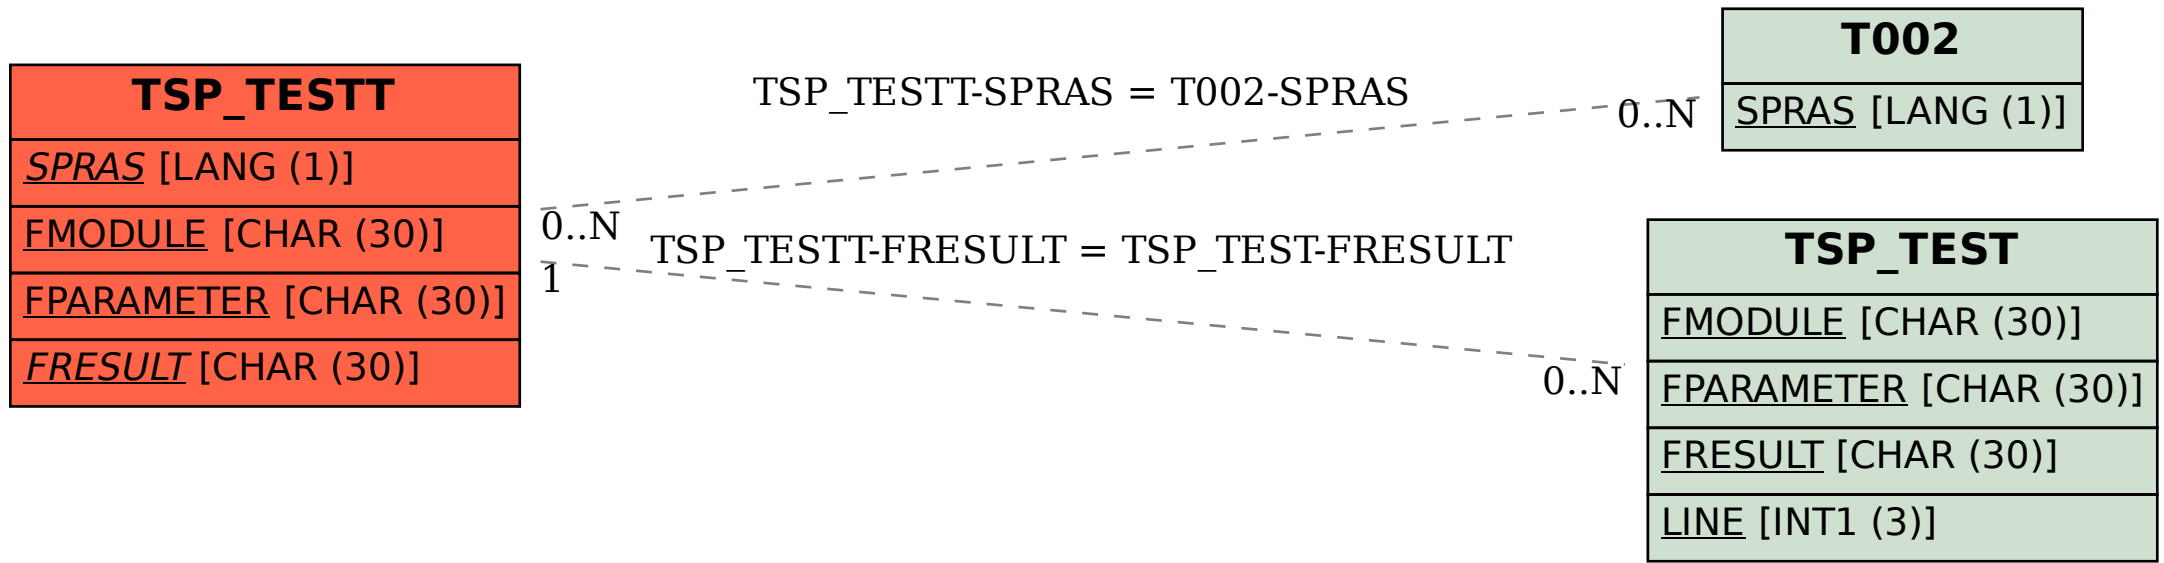 TSP_TESTT
SPRAS [LANG (1)]
FMODULE [CHAR (30)]
FPARAMETER [CHAR (30)]
FRESULT [CHAR (30)]
TSP_TESTT-SPRAS = T002-SPRAS
0..N
0..N
TSP_TESTT-FRESULT = TSP_TEST-FRESULT
1
0..N
T002
SPRAS [LANG (1)]
TSP_TEST
FMODULE [CHAR (30)]
FPARAMETER [CHAR (30)]
FRESULT [CHAR (30)]
LINE [INT1 (3)]